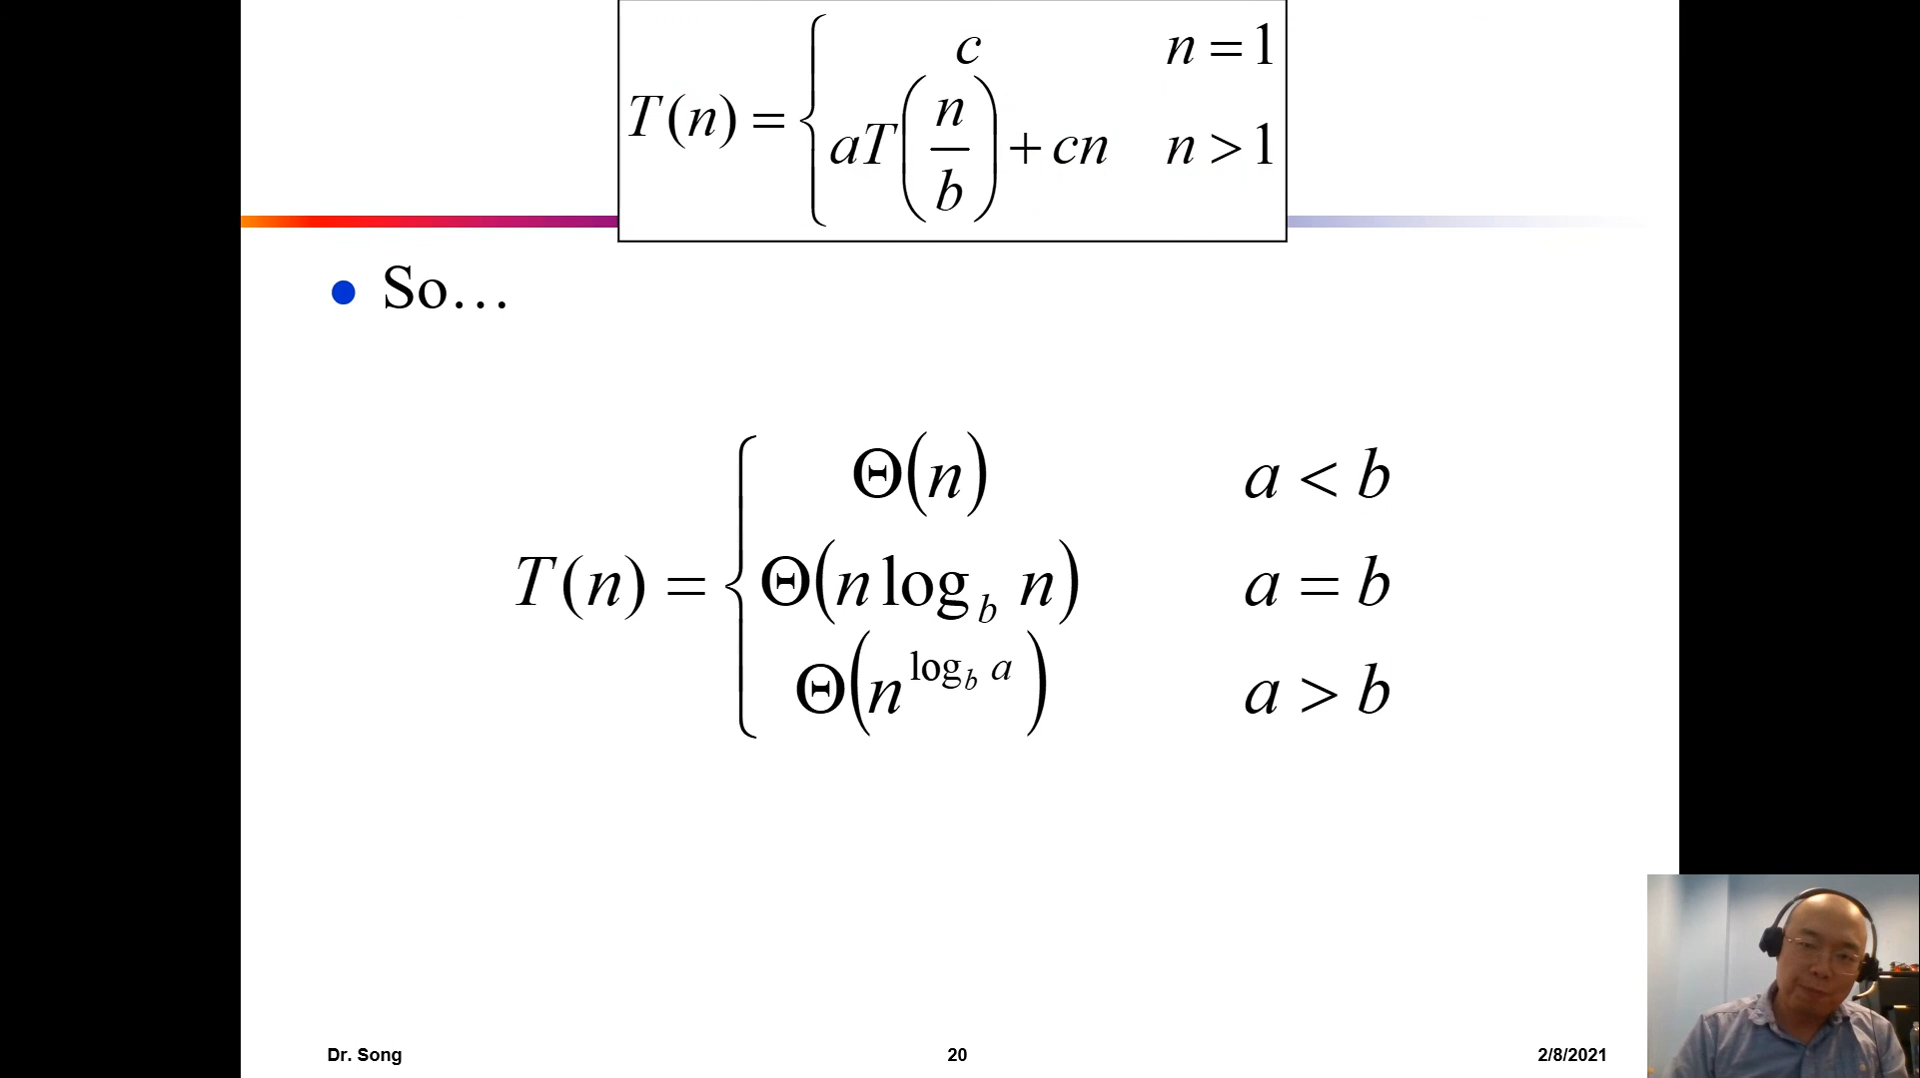 T(n) = { c n = 1
aT(n/b) + cn n > 1
• So…
T(n) = { Θ(n) a < b
Θ(n log_b n) a = b
Θ(n^(log_b a)) a > b
Dr. Song 20 2/8/2021